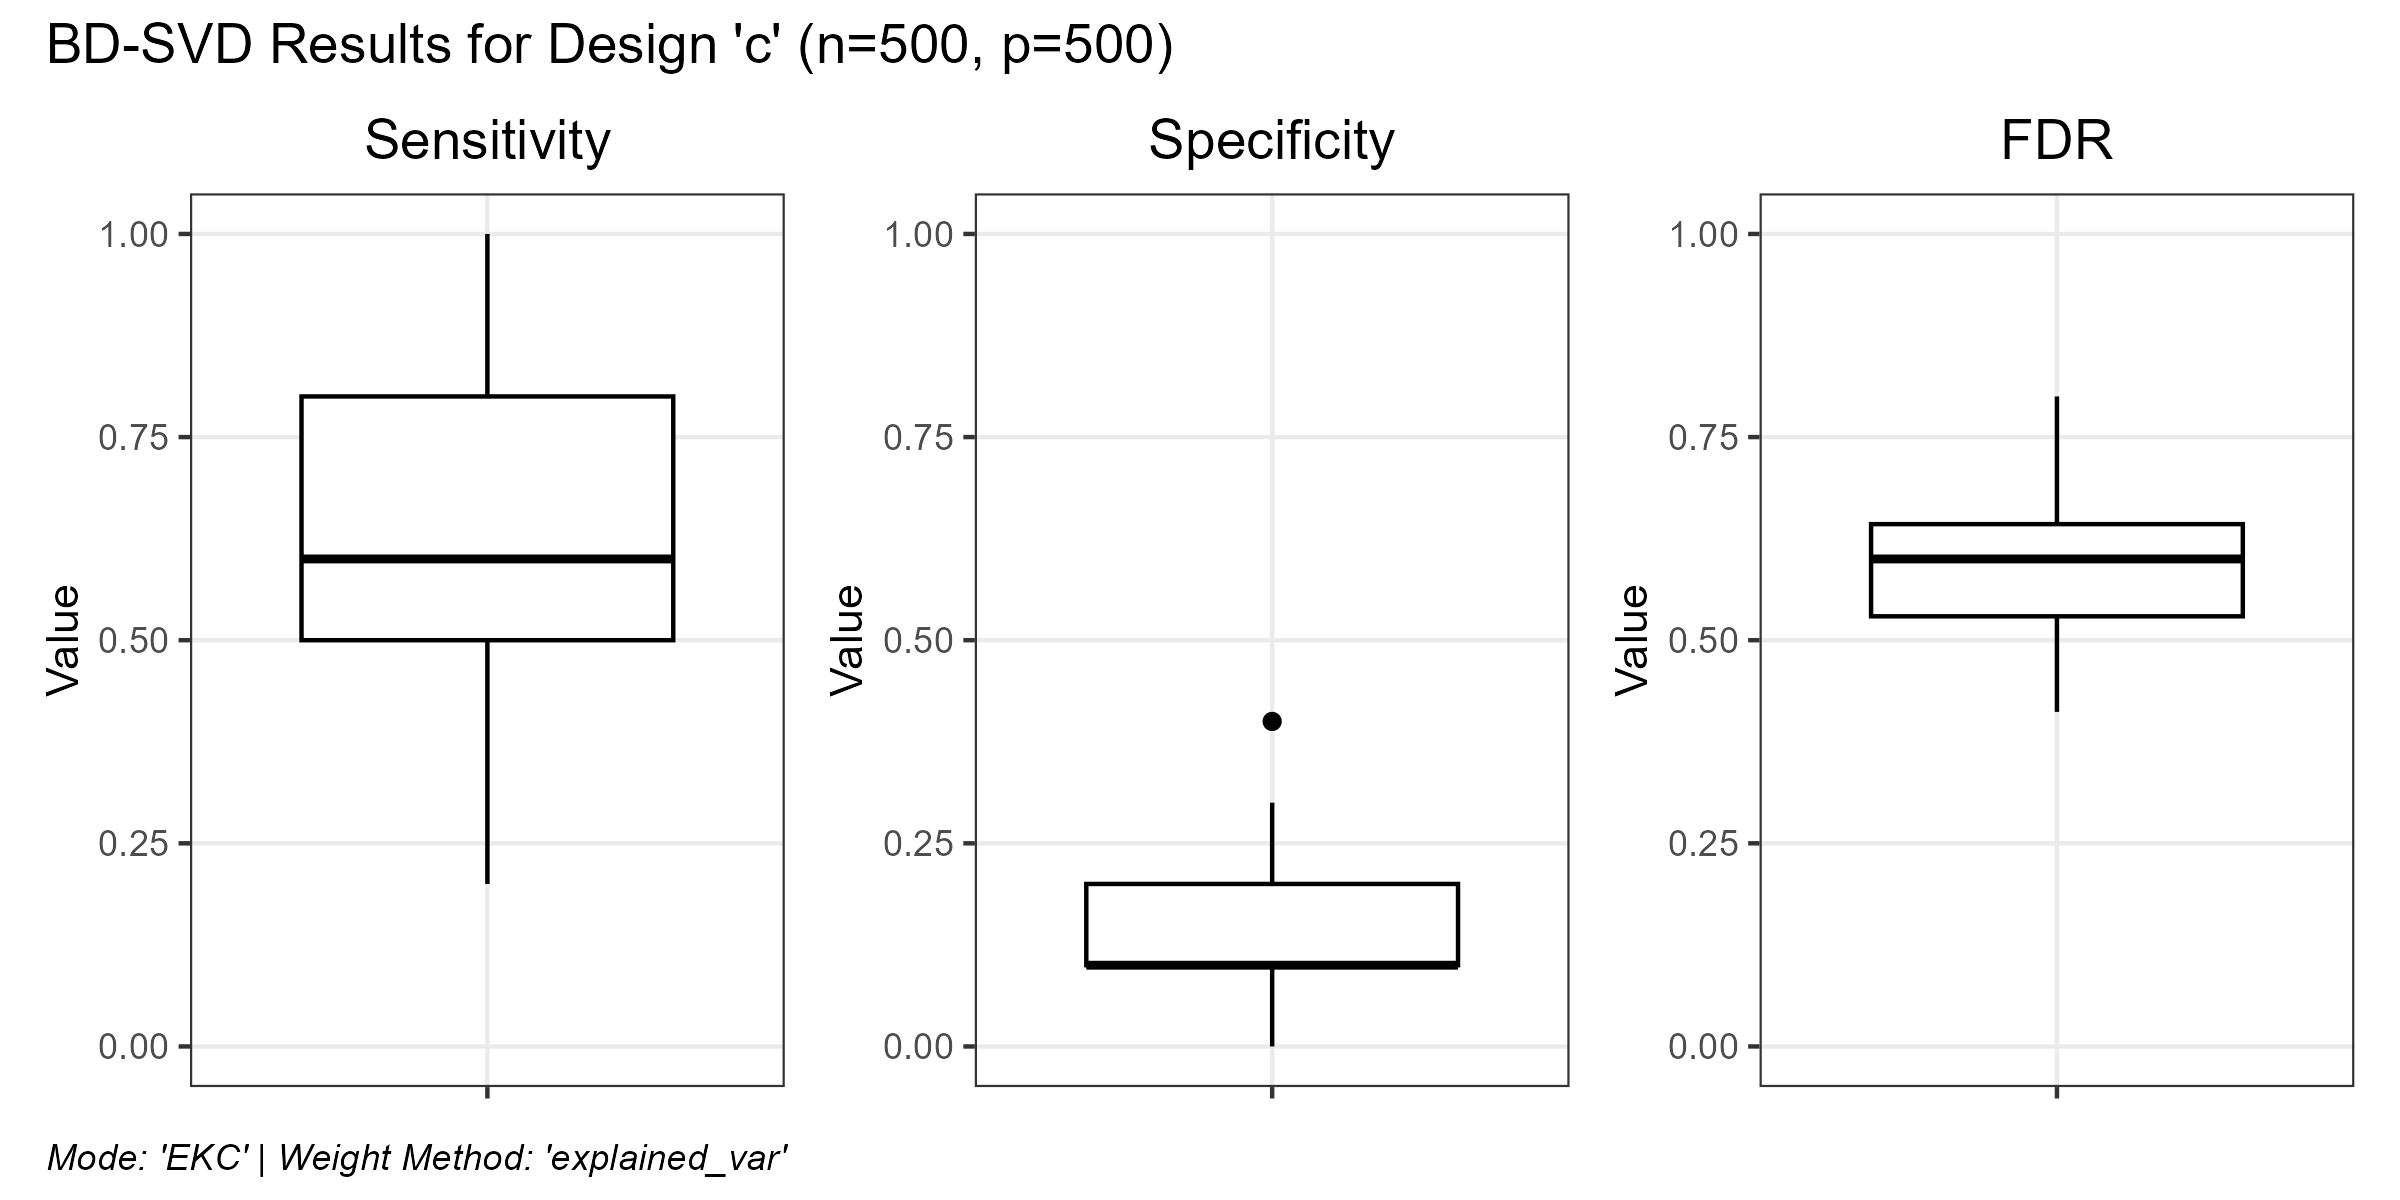 BD-SVD Results for Design 'c' (n=500, p=500)
Sensitivity
Value
1.00
0.75
0.50
0.25
0.00
Specificity
Value
1.00
0.75
0.50
0.25
0.00
FDR
Value
1.00
0.75
0.50
0.25
0.00
Mode: 'EKC' | Weight Method: 'explained_var'